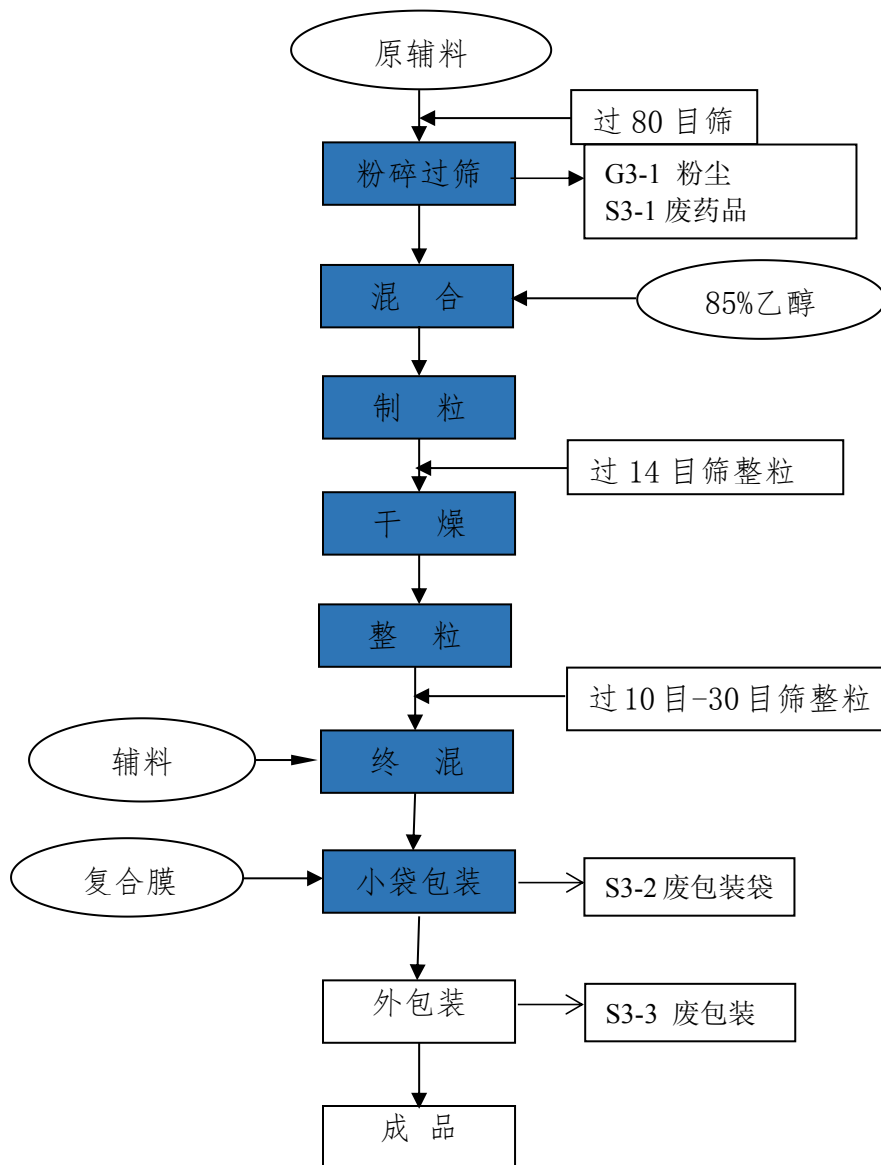 原辅料
过 80 目筛
粉碎过筛
G3-1 粉尘
S3-1 废药品
混 合
85%乙醇
制 粒
过 14 目筛整粒
干 燥
整 粒
过 10 目-30 目筛整粒
辅料
终 混
复合膜
小袋包装
S3-2 废包装袋
外包装
S3-3 废包装
成 品